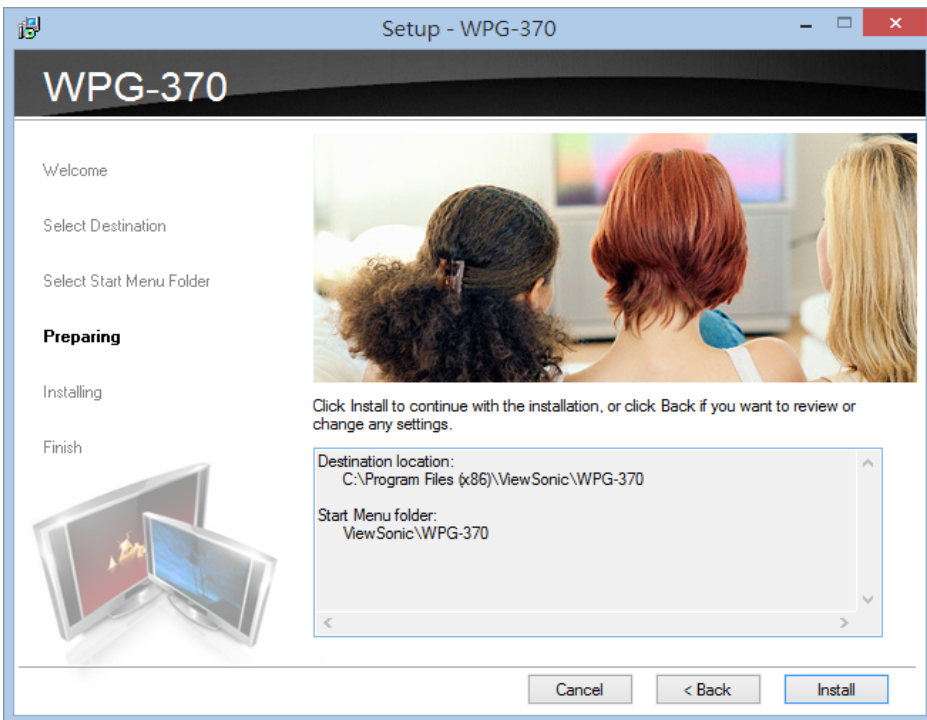 Setup - WPG-370
WPG-370
Welcome
Select Destination
Select Start Menu Folder
Preparing
Installing
Finish
Click Install to continue with the installation, or click Back if you want to review or
change any settings.
Destination location:
C:\Program Files (x86)\ViewSonic\WPG-370
Start Menu folder:
ViewSonic\WPG-370
Cancel
< Back
Install